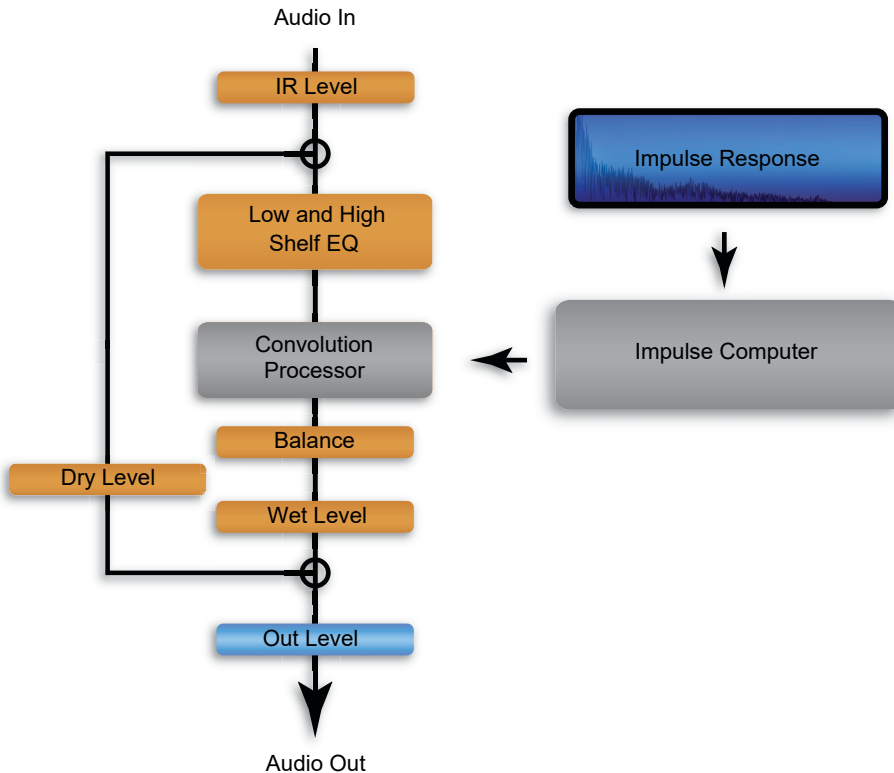 Audio In
IR Level
Impulse Response
Low and High
Shelf EQ
Convolution
Processor
Impulse Computer
Balance
Dry Level
Wet Level
Out Level
Audio Out